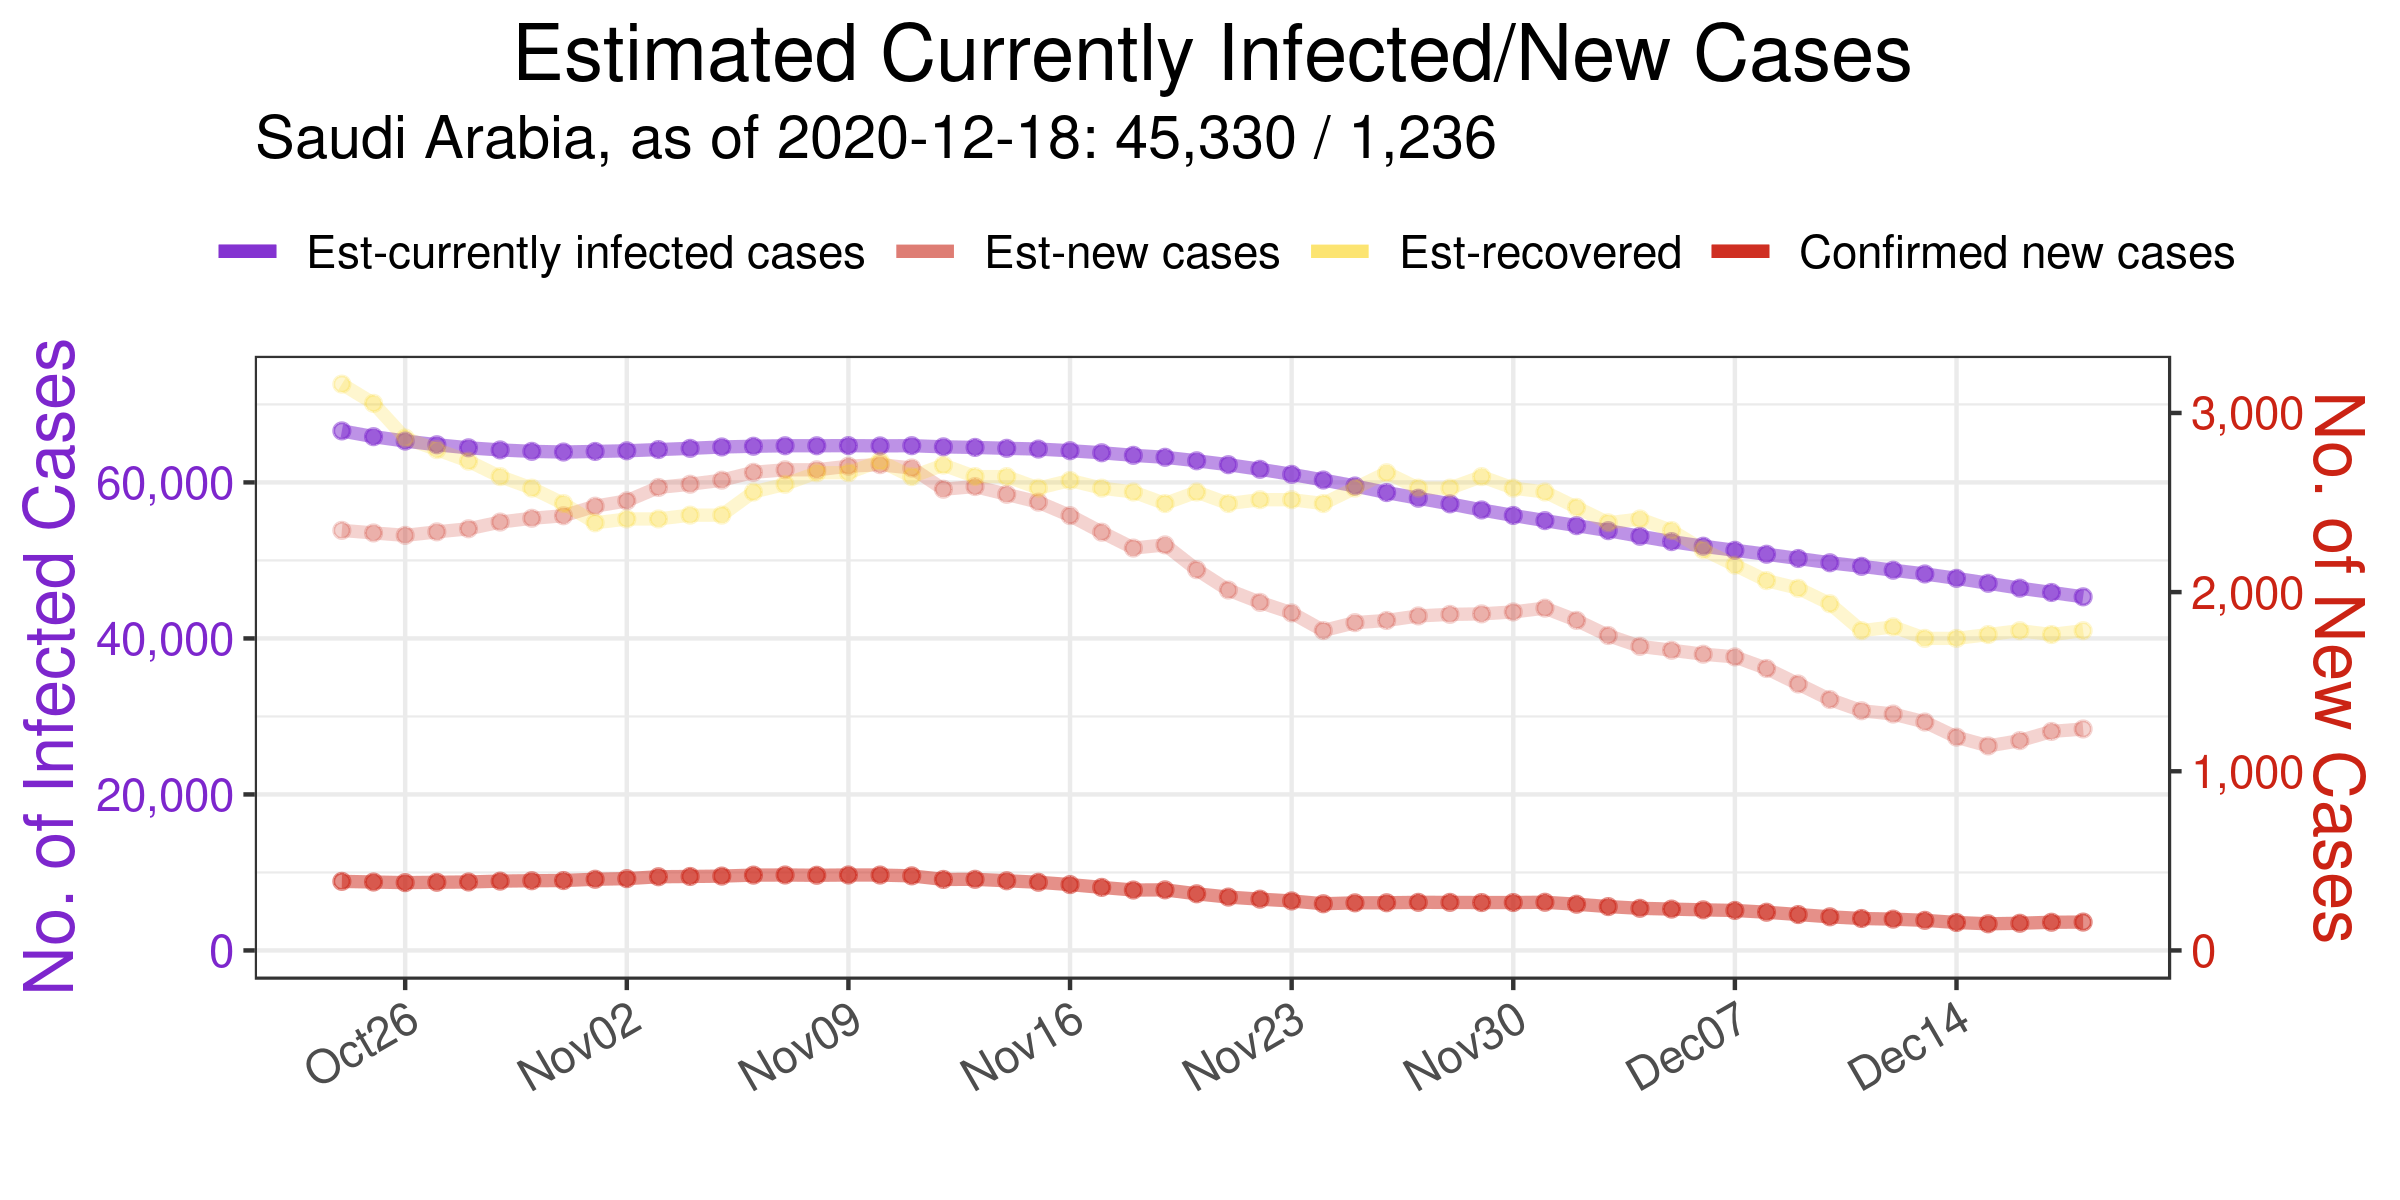 Estimated Currently Infected/New Cases
Saudi Arabia, as of 2020-12-18: 45,330 / 1,236
Est-currently infected cases
Est-new cases
Est-recovered
Confirmed new cases
No. of Infected Cases
60,000
40,000
20,000
0
3,000
2,000
1,000
0
No. of New Cases
Oct26
Nov02
Nov09
Nov16
Nov23
Nov30
Dec07
Dec14